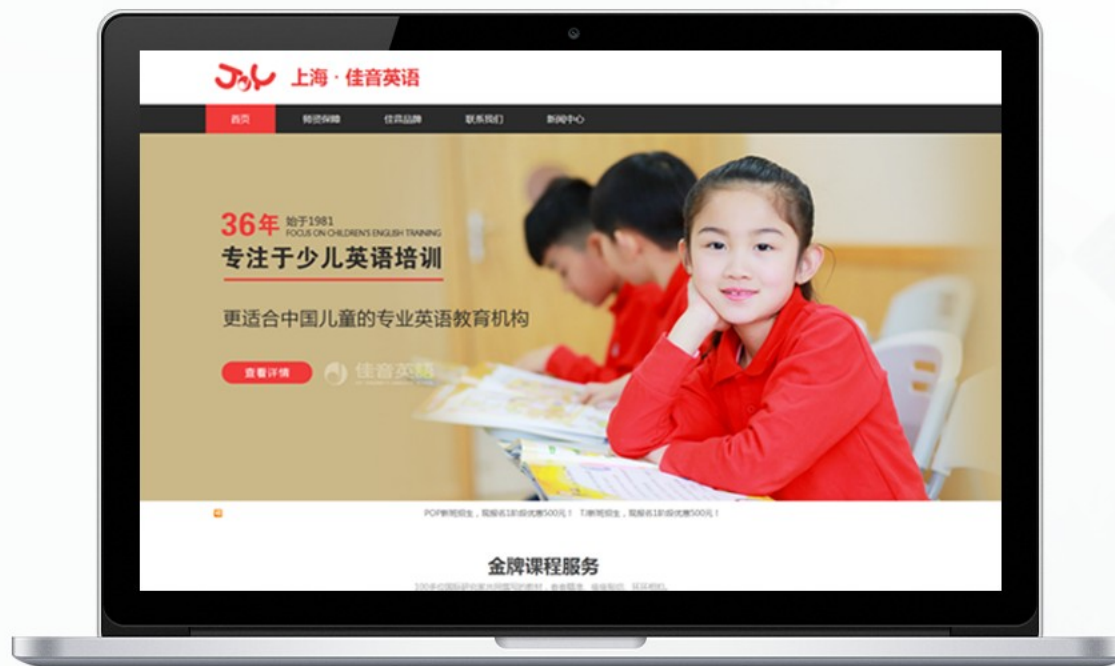 JOY 上海·佳音英语
首页 师资保障 佳音品牌 联系我们 新闻中心
36年 始于1981
FOCUS ON CHILDREN'S ENGLISH TRAINING
专注于少儿英语培训
更适合中国儿童的专业英语教育机构
查看详情 佳音英語
POP新班招生，现报名1阶段优惠500元！ TJ新班招生，现报名1阶段优惠500元！
金牌课程服务